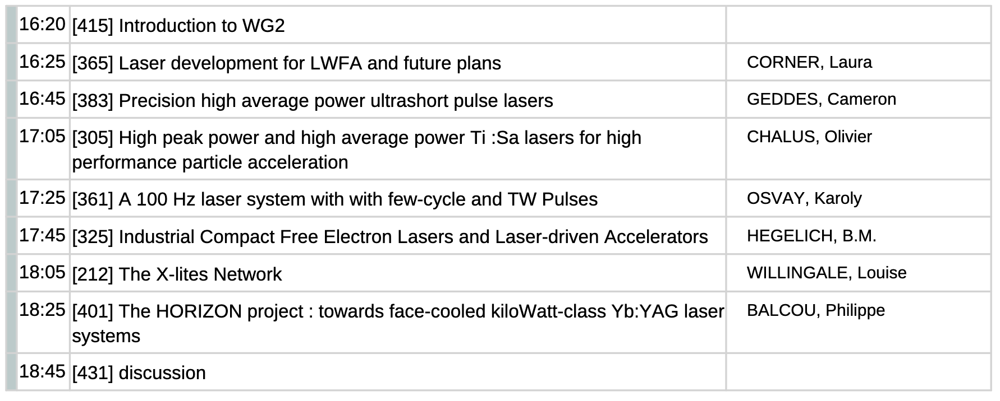 16:20 [415] Introduction to WG2
16:25 [365] Laser development for LWFA and future plans CORNER, Laura
16:45 [383] Precision high average power ultrashort pulse lasers GEDDES, Cameron
17:05 [305] High peak power and high average power Ti :Sa lasers for high CHALUS, Olivier
performance particle acceleration
17:25 [361] A 100 Hz laser system with with few-cycle and TW Pulses OSVAY, Karoly
17:45 [325] Industrial Compact Free Electron Lasers and Laser-driven Accelerators HEGELICH, B.M.
18:05 [212] The X-lites Network WILLINGALE, Louise
18:25 [401] The HORIZON project : towards face-cooled kiloWatt-class Yb:YAG laser BALCOU, Philippe
systems
18:45 [431] discussion